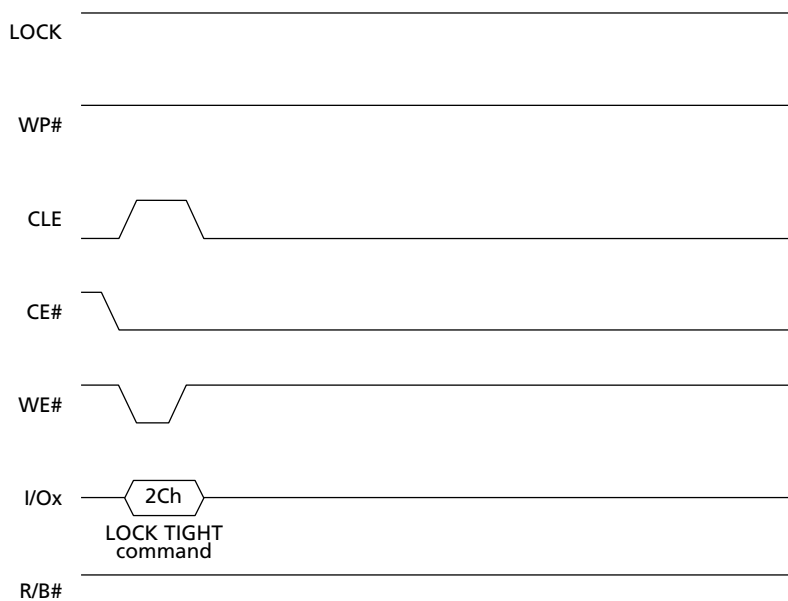 LOCK
WP#
CLE
CE#
WE#
I/Ox
2Ch
LOCK TIGHT
command
R/B#